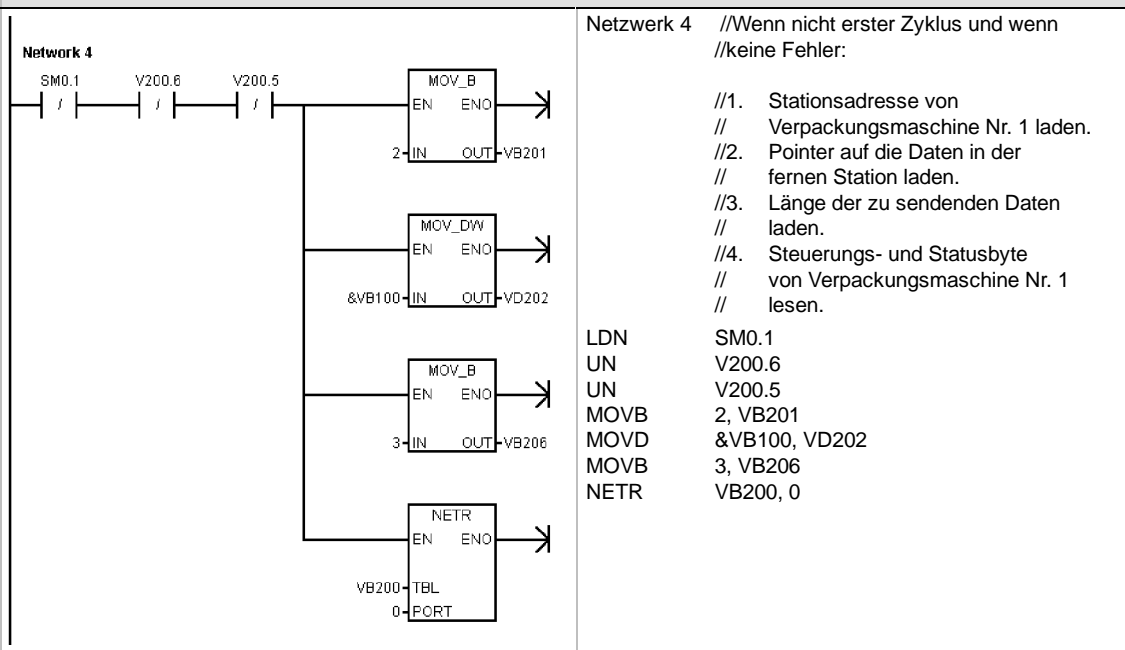 Network 4
SM0.1 V200.6 V200.5
/ / /
MOV_B
EN ENO
2 IN OUT VB201
MOV_DW
EN ENO
&VB100 IN OUT VD202
MOV_B
EN ENO
3 IN OUT VB206
NETR
EN ENO
VB200 TBL
0 PORT
Netzwerk 4 //Wenn nicht erster Zyklus und wenn
//keine Fehler:
//1. Stationsadresse von
// Verpackungsmaschine Nr. 1 laden.
//2. Pointer auf die Daten in der
// fernen Station laden.
//3. Länge der zu sendenden Daten
// laden.
//4. Steuerungs- und Statusbyte
// von Verpackungsmaschine Nr. 1
// lesen.
LDN SM0.1
UN V200.6
UN V200.5
MOVB 2, VB201
MOVD &VB100, VD202
MOVB 3, VB206
NETR VB200, 0